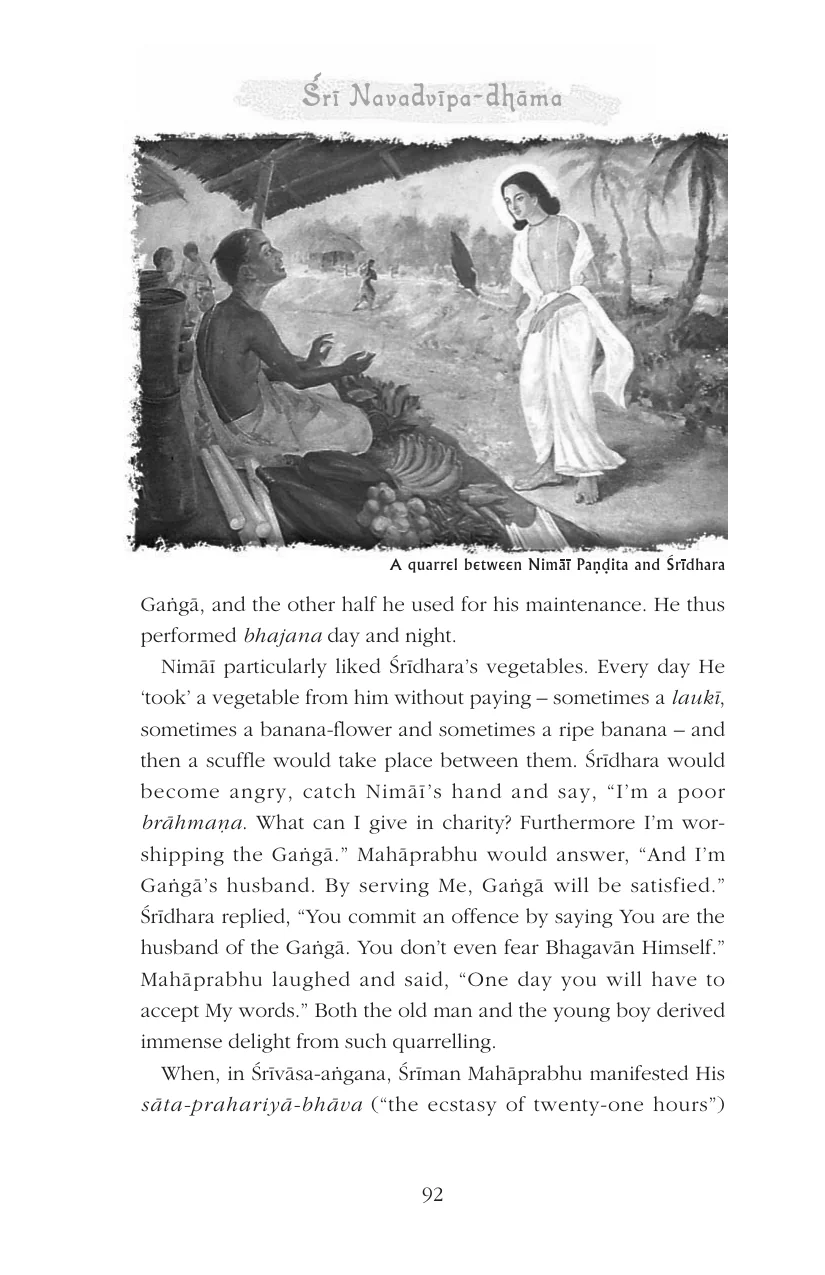 Śrī Navadvīpa-dhāma
A quarrel between Nimāī Paṇḍita and Śrīdhara
Gaṅgā, and the other half he used for his maintenance. He thus
performed bhajana day and night.
Nimāī particularly liked Śrīdhara’s vegetables. Every day He
‘took’ a vegetable from him without paying – sometimes a laukī,
sometimes a banana-flower and sometimes a ripe banana – and
then a scuffle would take place between them. Śrīdhara would
become angry, catch Nimāī’s hand and say, “I’m a poor
brāhmaṇa. What can I give in charity? Furthermore I’m wor-
shipping the Gaṅgā.” Mahāprabhu would answer, “And I’m
Gaṅgā’s husband. By serving Me, Gaṅgā will be satisfied.”
Śrīdhara replied, “You commit an offence by saying You are the
husband of the Gaṅgā. You don’t even fear Bhagavān Himself.”
Mahāprabhu laughed and said, “One day you will have to
accept My words.” Both the old man and the young boy derived
immense delight from such quarrelling.
When, in Śrīvāsa-aṅgana, Śrīman Mahāprabhu manifested His
sāta-prahariyā-bhāva (“the ecstasy of twenty-one hours”)
92